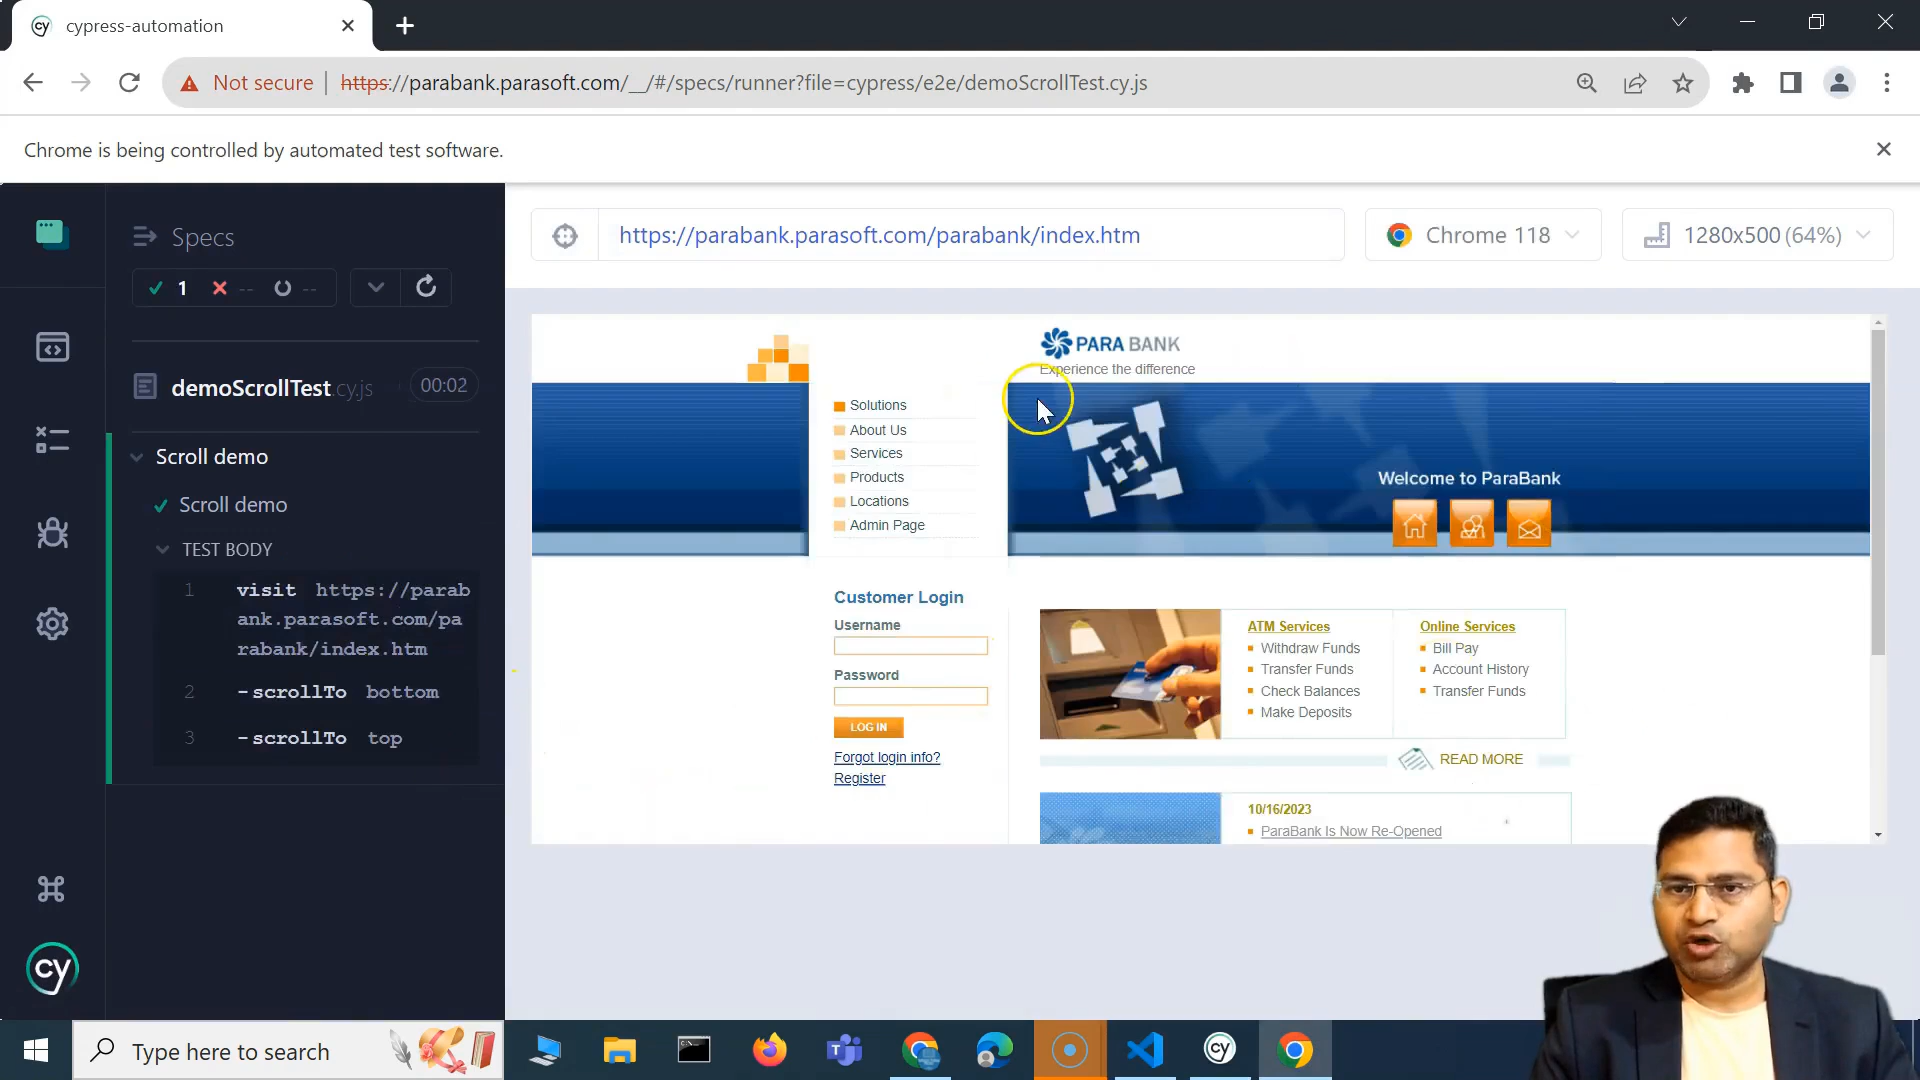 cypress-automation
Not secure | https://parabank.parasoft.com/__/#/specs/runner?file=cypress/e2e/demoScrollTest.cy.js
Chrome is being controlled by automated test software.
Specs
1 -- --
demoScrollTest.cy.js 00:02
Scroll demo
Scroll demo
TEST BODY
1 visit https://parab
ank.parasoft.com/pa
rabank/index.htm
2 -scrollTo bottom
3 -scrollTo top
https://parabank.parasoft.com/parabank/index.htm
Chrome 118
1280x500 (64%)
PARA BANK
Experience the difference
Solutions
About Us
Services
Products
Locations
Admin Page
Welcome to ParaBank
Customer Login
Username
Password
LOG IN
Forgot login info?
Register
ATM Services
Withdraw Funds
Transfer Funds
Check Balances
Make Deposits
Online Services
Bill Pay
Account History
Transfer Funds
READ MORE
10/16/2023
ParaBank Is Now Re-Opened
cy
Type here to search